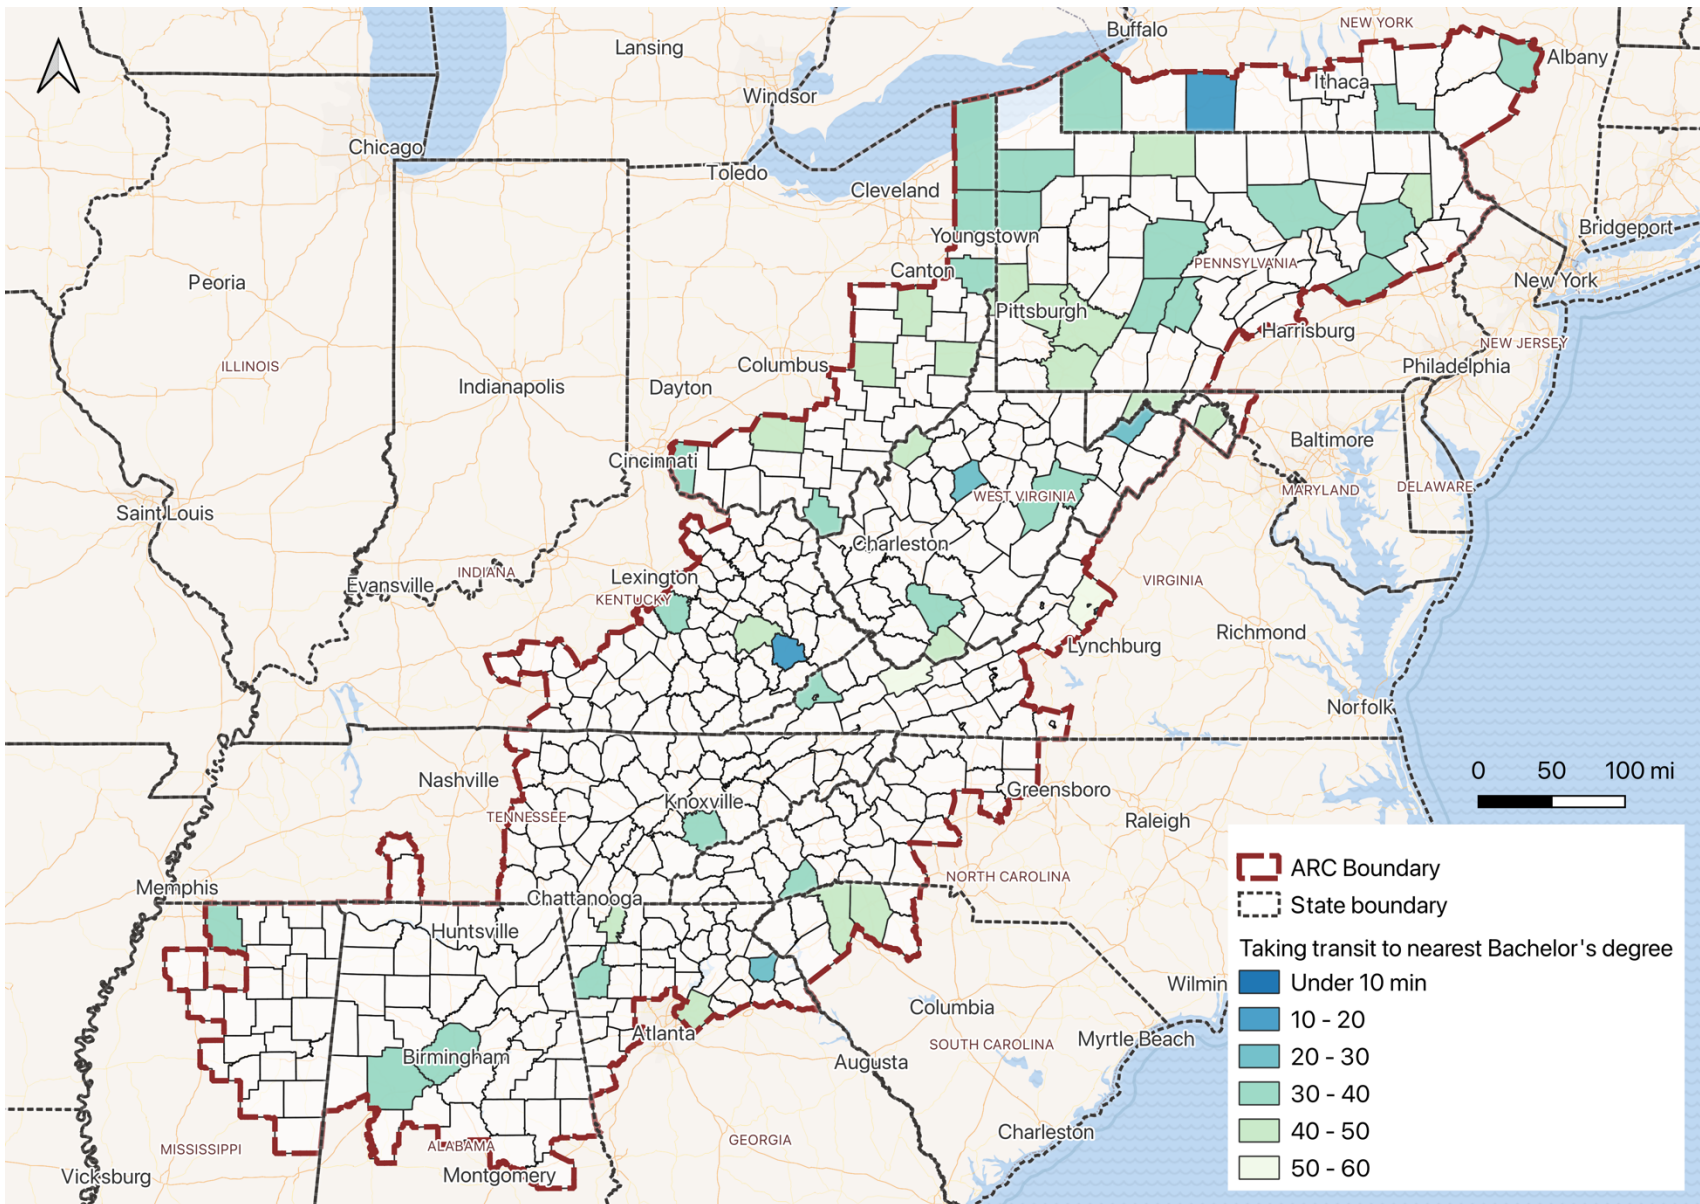 NEW YORK
Buffalo
Lansing
Albany
Windsor
Ithaca
Chicago
Toledo
Cleveland
Bridgeport
Youngstown
Canton
PENNSYLVANIA
New York
Peoria
Pittsburgh
Harrisburg
NEW JERSEY
ILLINOIS
Columbus
Philadelphia
Indianapolis
Dayton
Baltimore
Cincinnati
MARYLAND
DELAWARE
WEST VIRGINIA
Saint Louis
Charleston
Evansville
INDIANA
Lexington
VIRGINIA
KENTUCKY
Richmond
Lynchburg
Norfolk
Nashville
0 50 100 mi
Knoxville
Greensboro
TENNESSEE
Raleigh
Memphis
NORTH CAROLINA
Chattanooga
Huntsville
Wilmin
Columbia
Atlanta
SOUTH CAROLINA
Myrtle Beach
Birmingham
Augusta
Charleston
GEORGIA
MISSISSIPPI
ALABAMA
Vicksburg
Montgomery
ARC Boundary
State boundary
Taking transit to nearest Bachelor's degree
Under 10 min
10 - 20
20 - 30
30 - 40
40 - 50
50 - 60